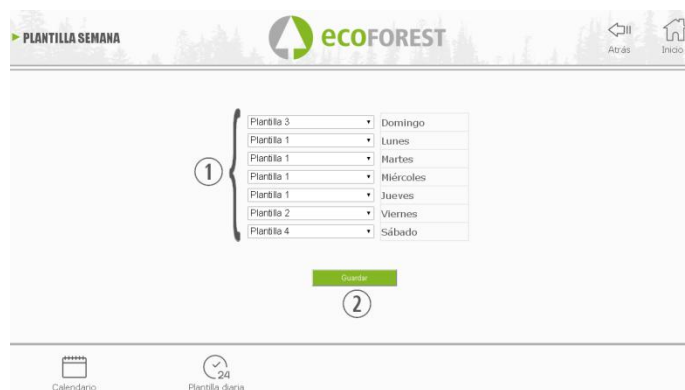 PLANTILLA SEMANA
ecoFOREST
Atrás
Inicio
Plantilla 3 Domingo
Plantilla 1 Lunes
Plantilla 1 Martes
1
Plantilla 1 Miércoles
Plantilla 1 Jueves
Plantilla 2 Viernes
Plantilla 4 Sábado
Guardar
2
Calendario
24
Plantilla diaria